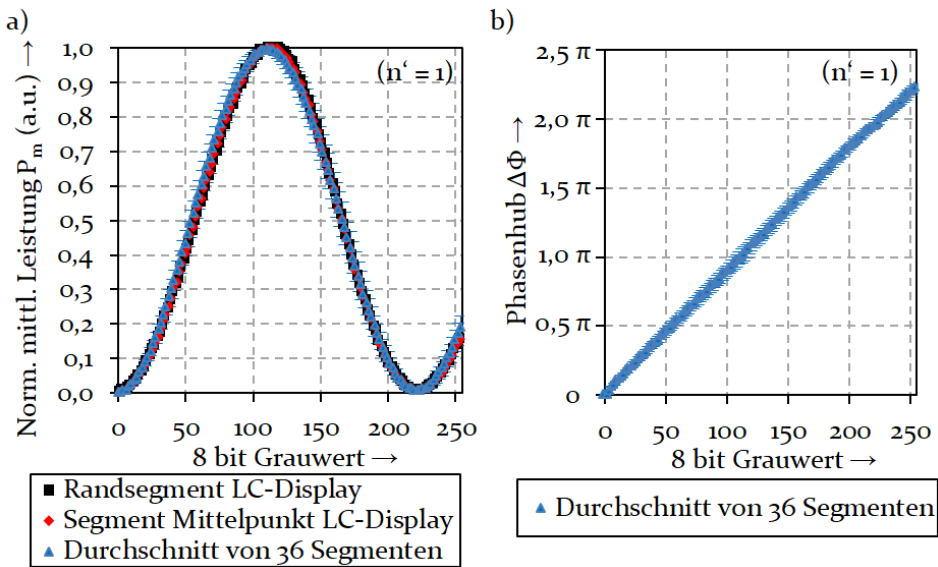 a)
Norm. mittl. Leistung Pₘ (a.u.) →
1,0
0,9
0,8
0,7
0,6
0,5
0,4
0,3
0,2
0,1
0,0
(n‘ = 1)
0 50 100 150 200 250
8 bit Grauwert →
Randsegment LC-Display
Segment Mittelpunkt LC-Display
Durchschnitt von 36 Segmenten
b)
Phasenhub ΔΦ →
2,5 π
2,0 π
1,5 π
1,0 π
0,5 π
0
(n‘ = 1)
0 50 100 150 200 250
8 bit Grauwert →
Durchschnitt von 36 Segmenten